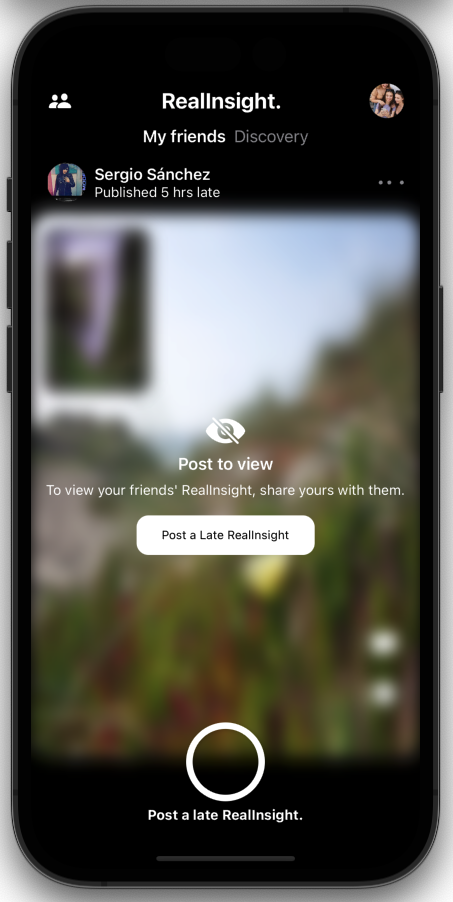 RealInsight.
My friends Discovery
Sergio Sánchez
Published 5 hrs late
Post to view
To view your friends' RealInsight, share yours with them.
Post a Late RealInsight
Post a late RealInsight.